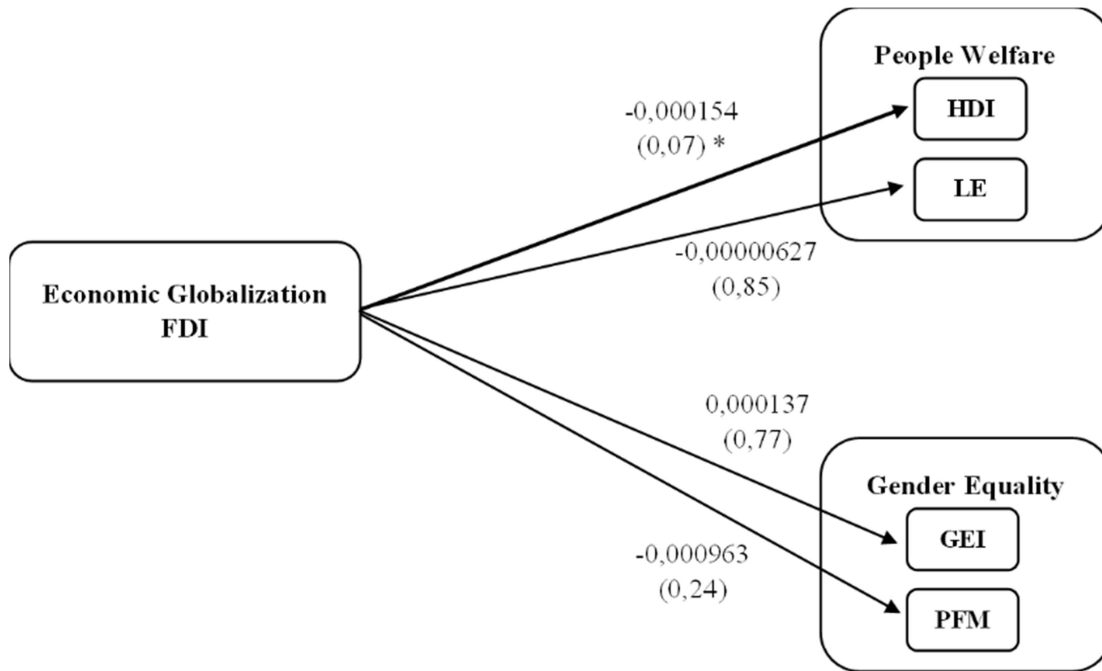 People Welfare
HDI
-0,000154
(0,07) *
LE
-0,00000627
(0,85)
Economic Globalization
FDI
0,000137
(0,77)
Gender Equality
GEI
-0,000963
(0,24)
PFM